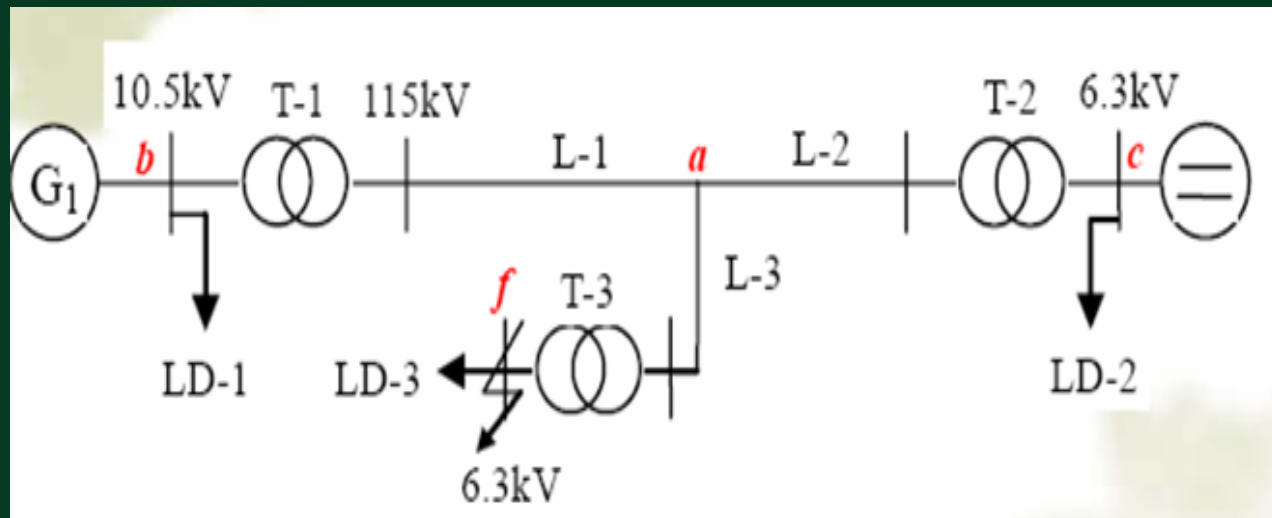 10.5kV T-1 115kV
T-2 6.3kV
G1 b L-1 a L-2 c
L-3
f T-3
LD-1 LD-3 LD-2
6.3kV